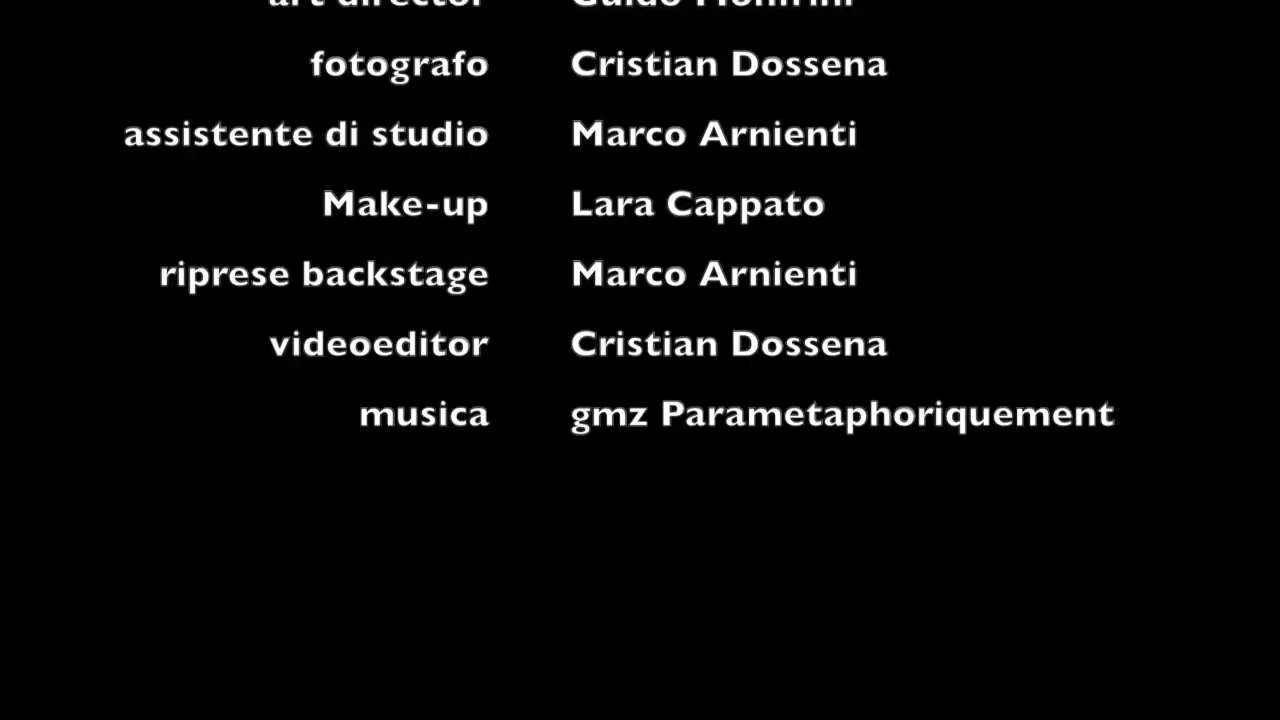 art director Guido
fotografo Cristian Dossena
assistente di studio Marco Arnienti
Make-up Lara Cappato
riprese backstage Marco Arnienti
videoeditor Cristian Dossena
musica gmz Parametaphoriquement